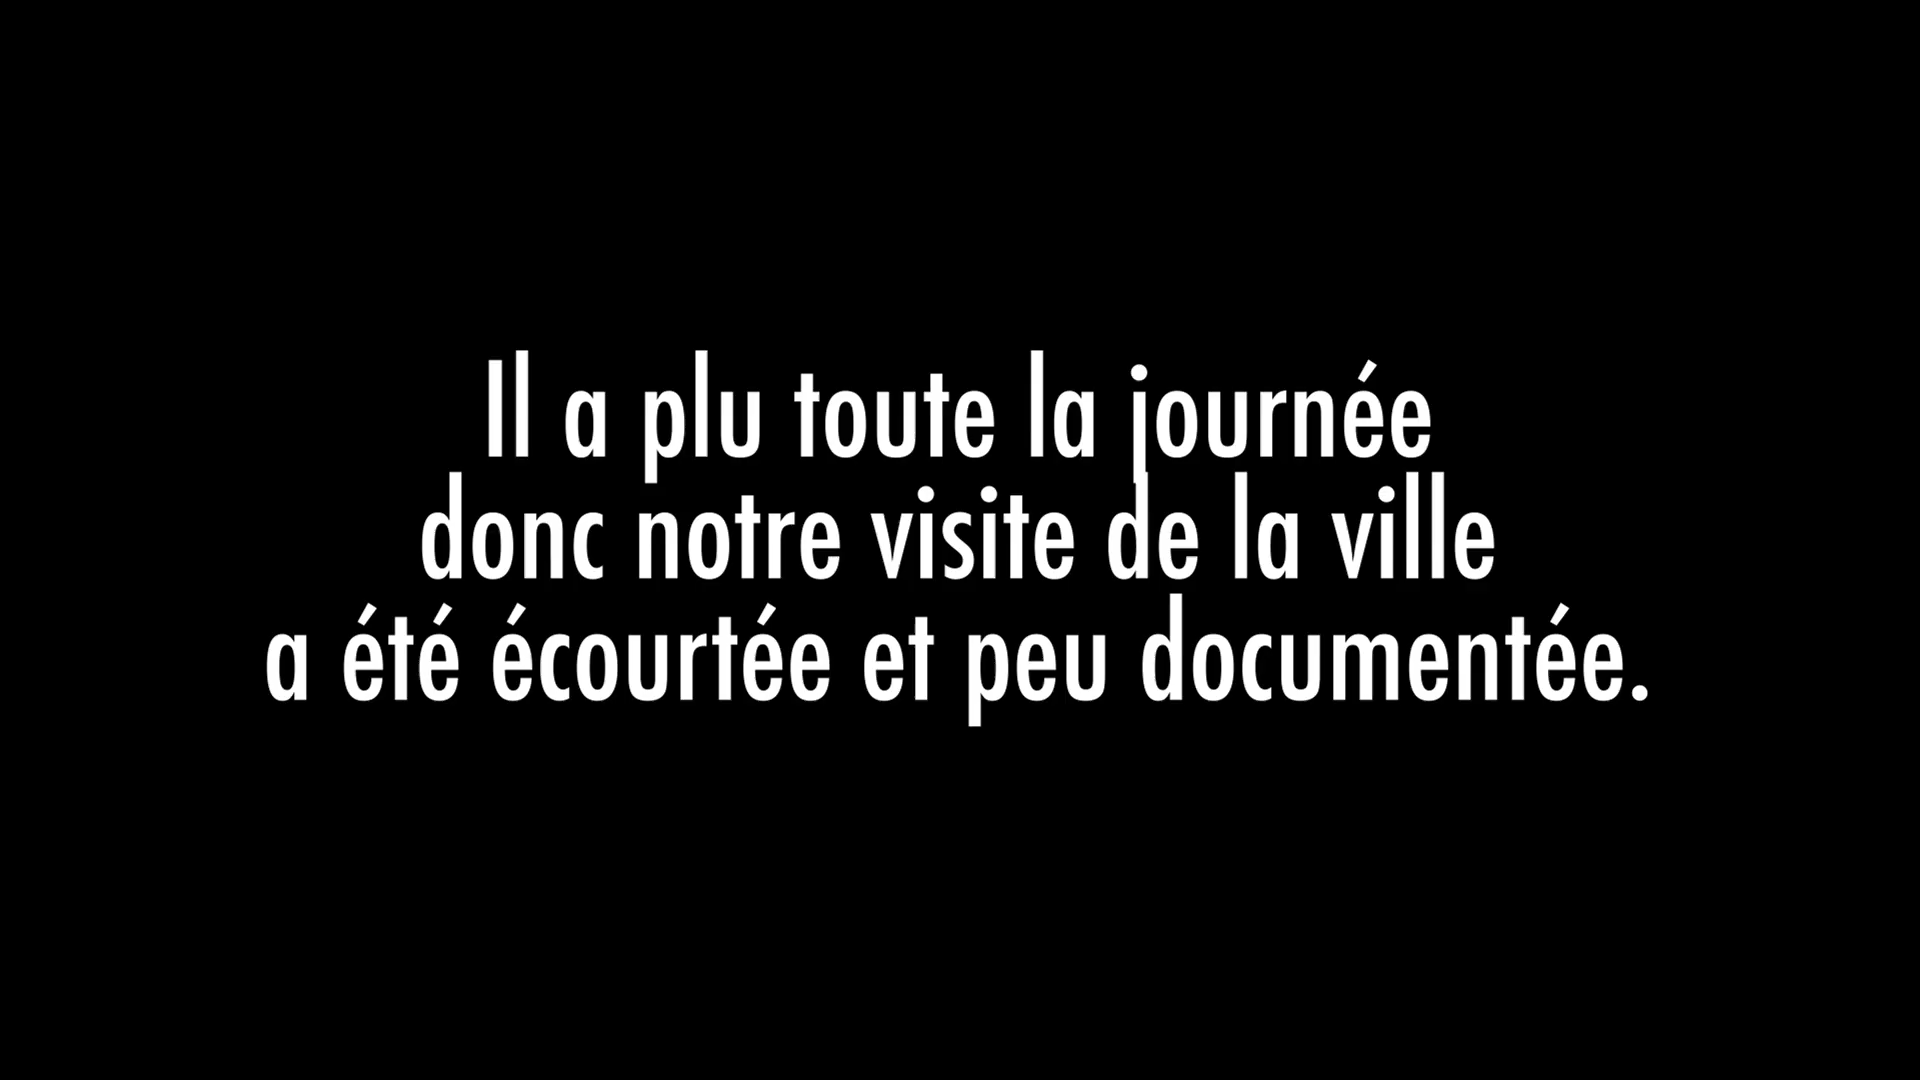 Il a plu toute la journée
donc notre visite de la ville
a été écourtée et peu documentée.